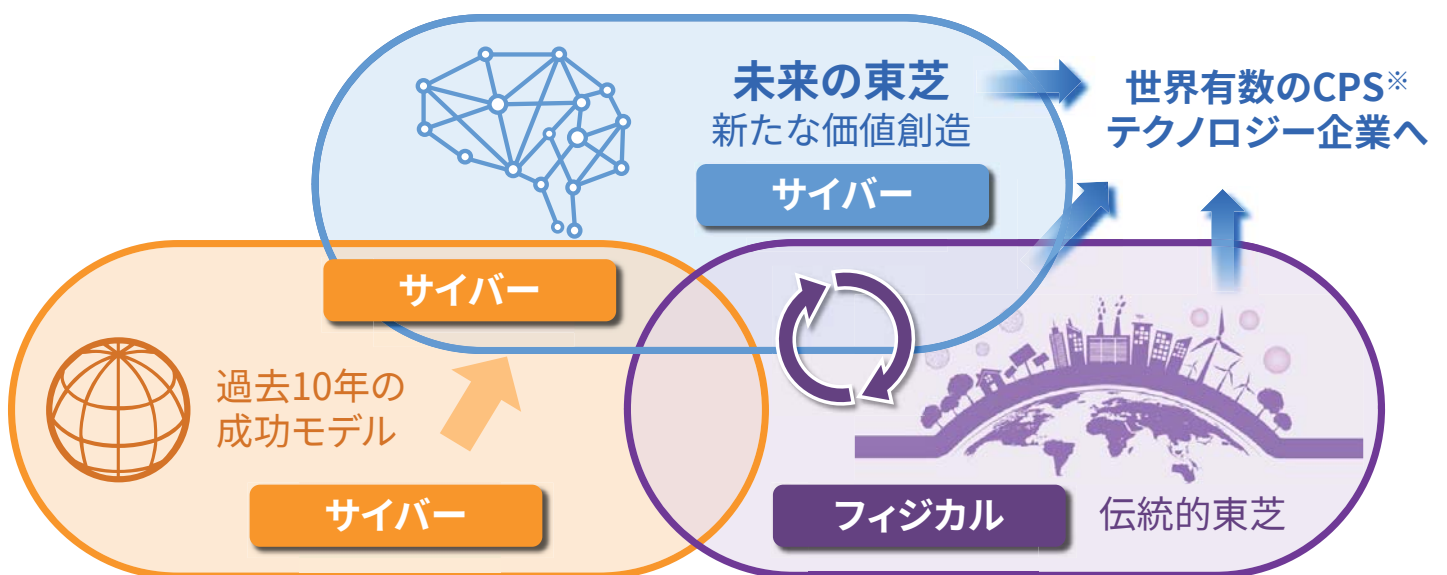 未来の東芝
新たな価値創造
サイバー
世界有数のCPS※
テクノロジー企業へ
サイバー
過去10年の
成功モデル
サイバー
フィジカル
伝統的東芝